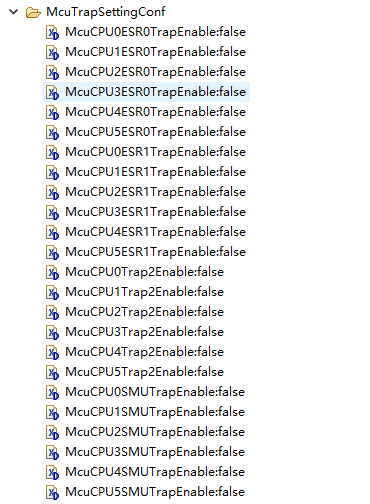 McuTrapSettingConf
McuCPU0ESR0TrapEnable:false
McuCPU1ESR0TrapEnable:false
McuCPU2ESR0TrapEnable:false
McuCPU3ESR0TrapEnable:false
McuCPU4ESR0TrapEnable:false
McuCPU5ESR0TrapEnable:false
McuCPU0ESR1TrapEnable:false
McuCPU1ESR1TrapEnable:false
McuCPU2ESR1TrapEnable:false
McuCPU3ESR1TrapEnable:false
McuCPU4ESR1TrapEnable:false
McuCPU5ESR1TrapEnable:false
McuCPU0Trap2Enable:false
McuCPU1Trap2Enable:false
McuCPU2Trap2Enable:false
McuCPU3Trap2Enable:false
McuCPU4Trap2Enable:false
McuCPU5Trap2Enable:false
McuCPU0SMUTrapEnable:false
McuCPU1SMUTrapEnable:false
McuCPU2SMUTrapEnable:false
McuCPU3SMUTrapEnable:false
McuCPU4SMUTrapEnable:false
McuCPU5SMUTrapEnable:false